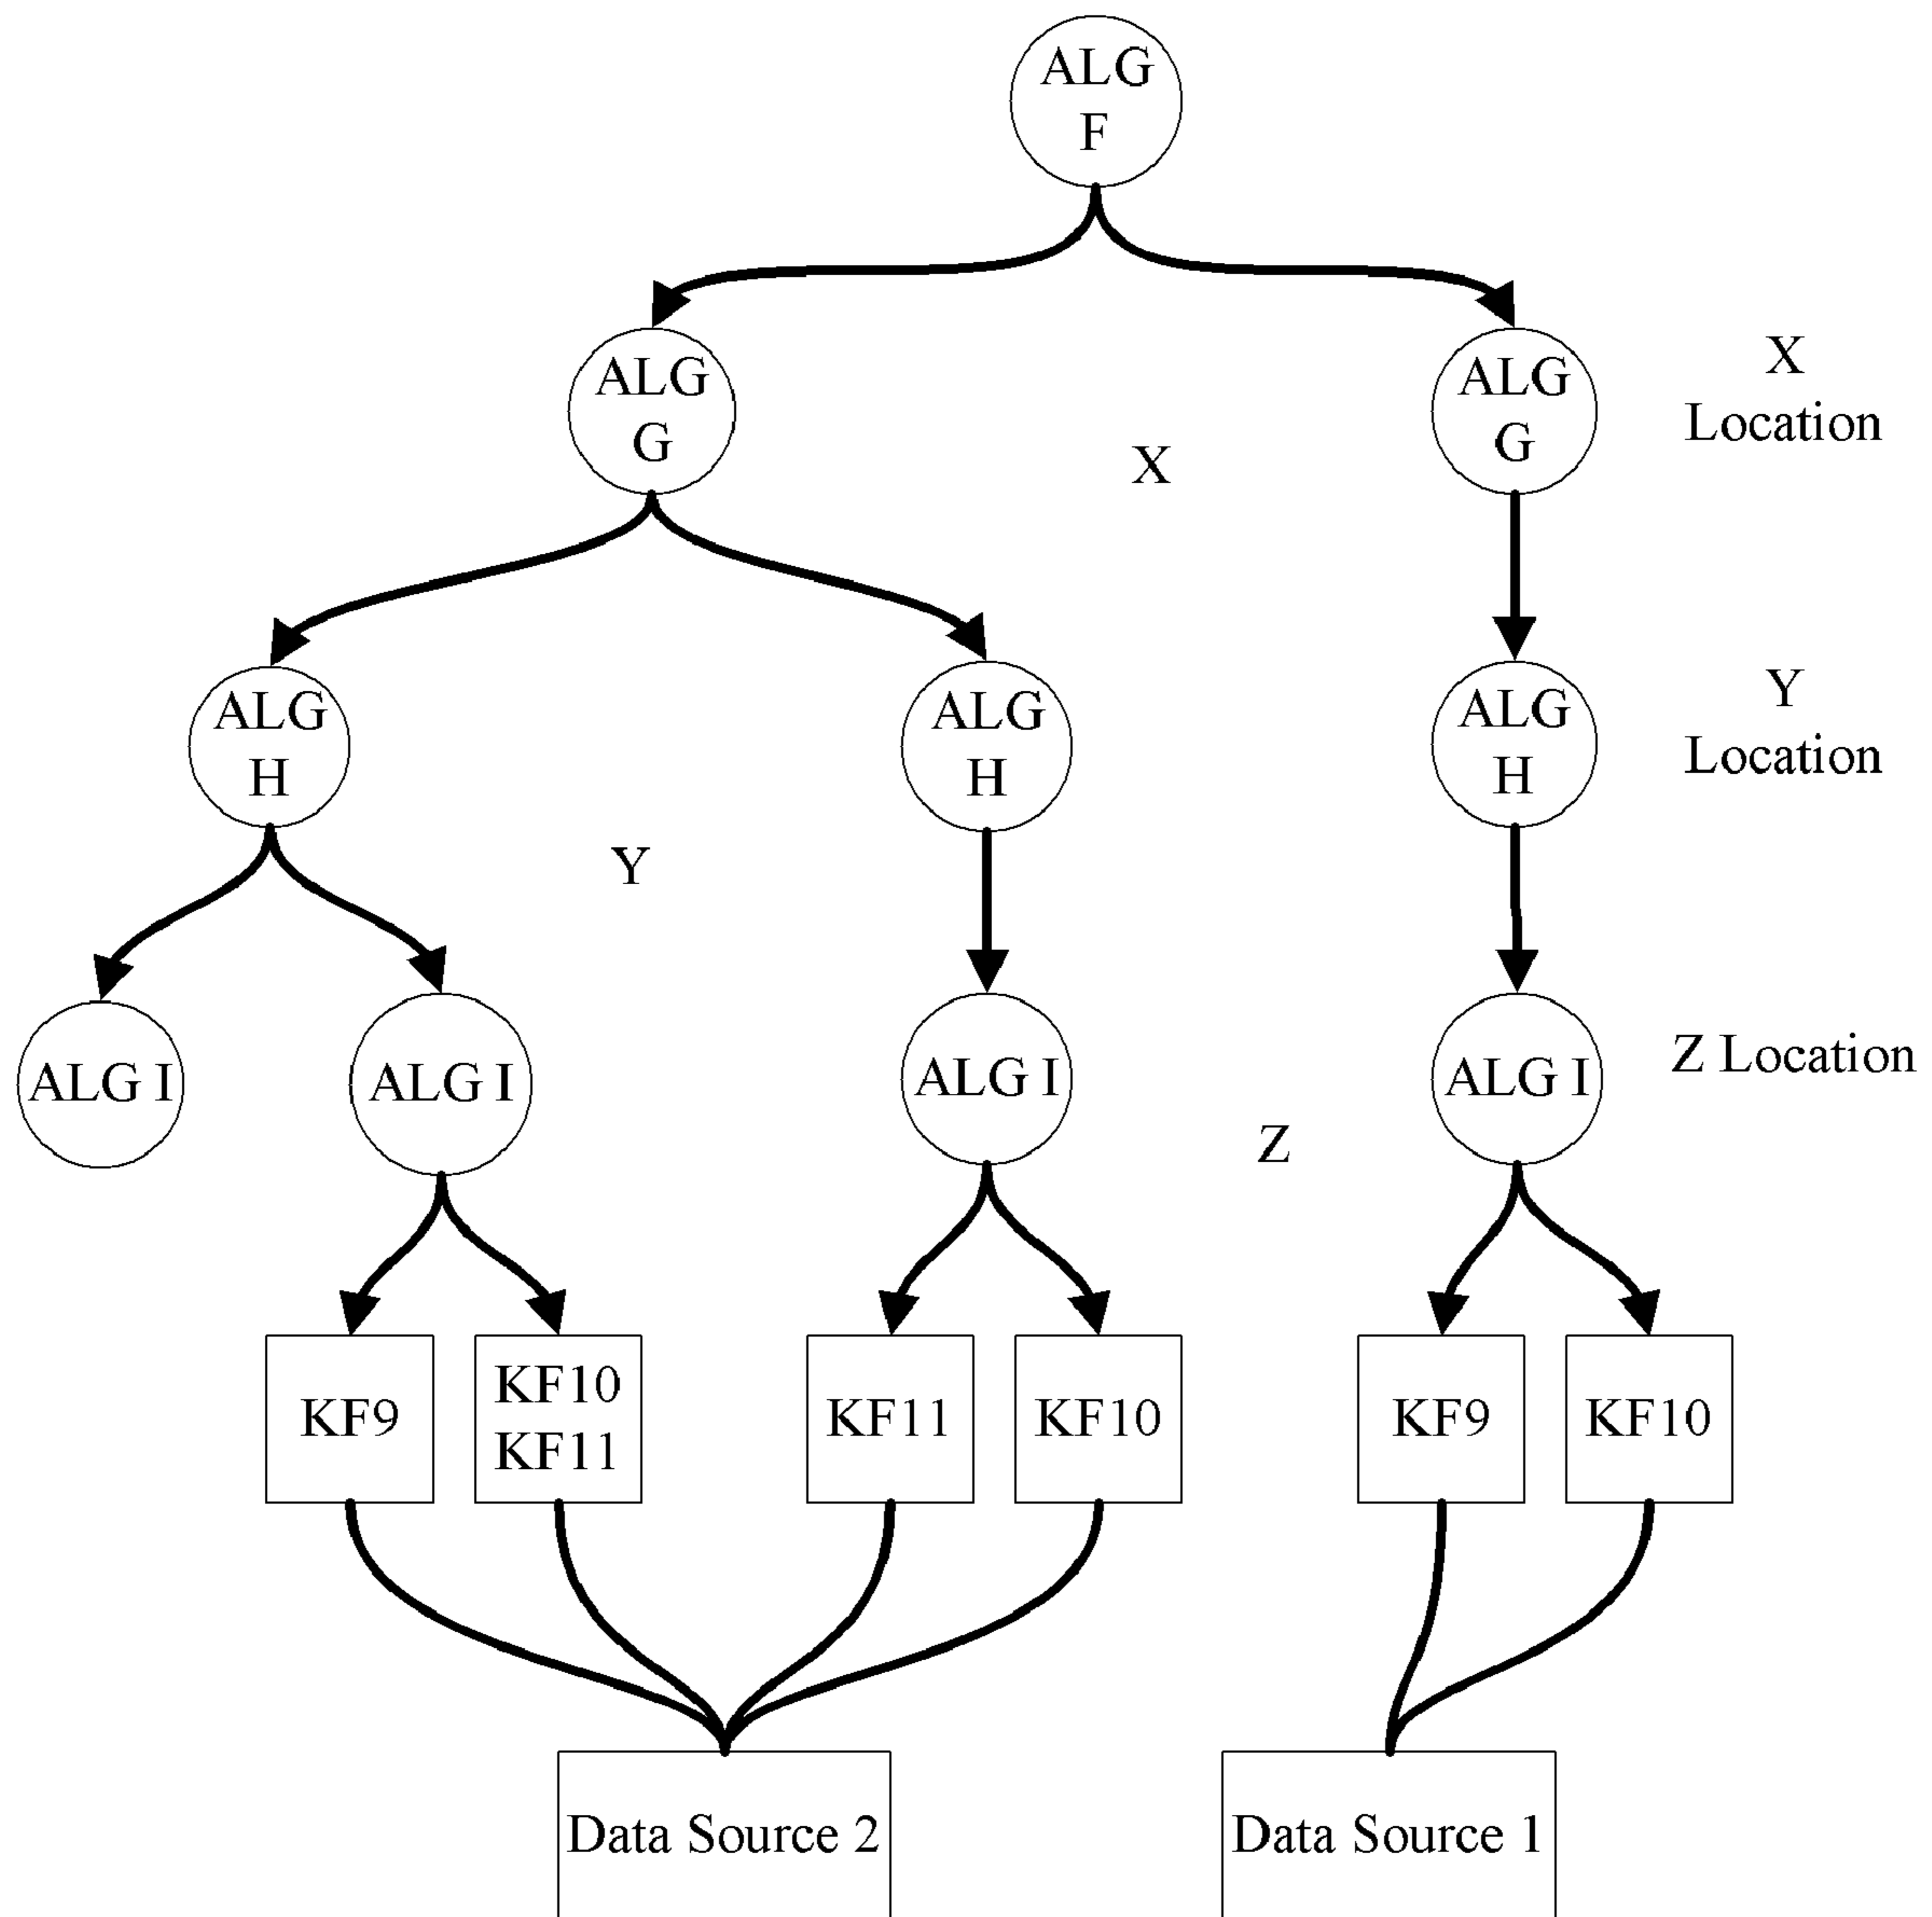 ALG
F
ALG
G
ALG
G
X
Location
X
ALG
H
ALG
H
ALG
H
Y
Location
Y
ALG I
ALG I
ALG I
ALG I
Z Location
Z
KF9
KF10
KF11
KF11
KF10
KF9
KF10
Data Source 2
Data Source 1